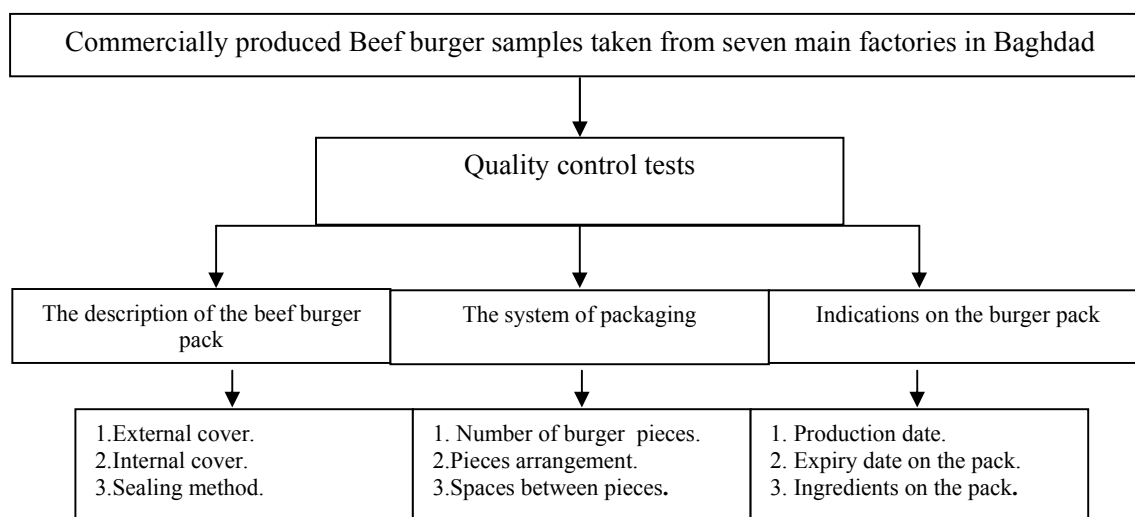 Commercially produced Beef burger samples taken from seven main factories in Baghdad
Quality control tests
The description of the beef burger
pack
The system of packaging
Indications on the burger pack
1.External cover.
2.Internal cover.
3.Sealing method.
1. Number of burger pieces.
2.Pieces arrangement.
3.Spaces between pieces.
1. Production date.
2. Expiry date on the pack.
3. Ingredients on the pack.